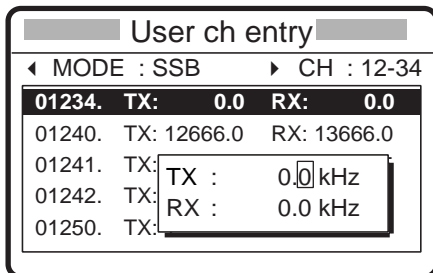 User ch entry
◀ MODE : SSB ▶ CH : 12-34
01234. TX: 0.0 RX: 0.0
01240. TX: 12666.0 RX: 13666.0
01241. TX:
TX : 0.0 kHz
01242. TX:
RX : 0.0 kHz
01250. TX: